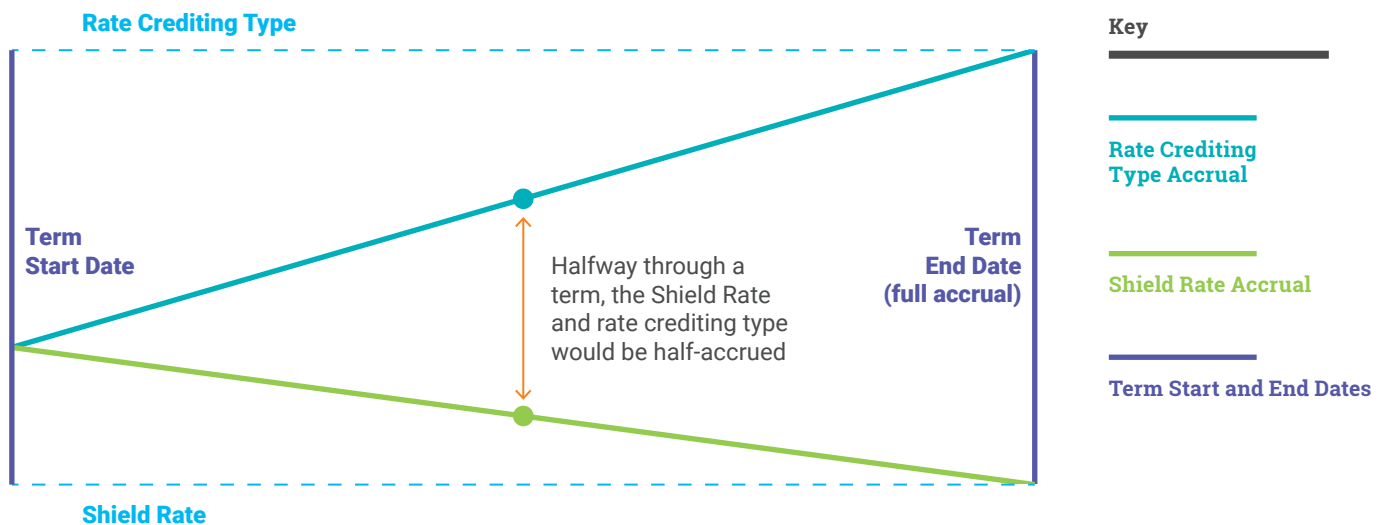 Rate Crediting Type
Term
Start Date
Halfway through a
term, the Shield Rate
and rate crediting type
would be half-accrued
Term
End Date
(full accrual)
Shield Rate
Key
Rate Crediting
Type Accrual
Shield Rate Accrual
Term Start and End Dates